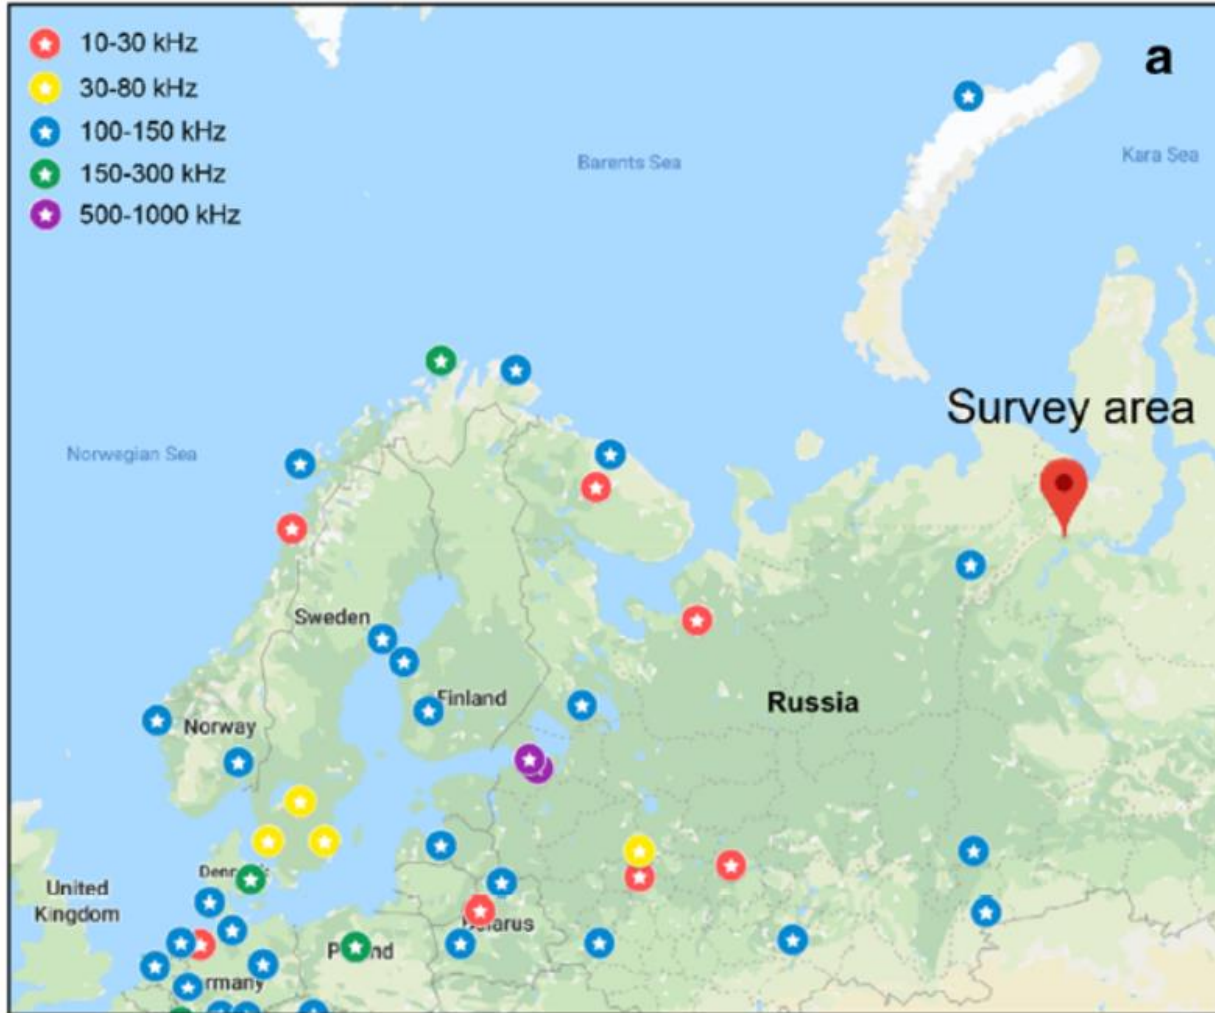 10-30 kHz
30-80 kHz
100-150 kHz
150-300 kHz
500-1000 kHz
a
Barents Sea
Kara Sea
Survey area
Norwegian Sea
Sweden
Finland
Russia
Norway
United
Kingdom